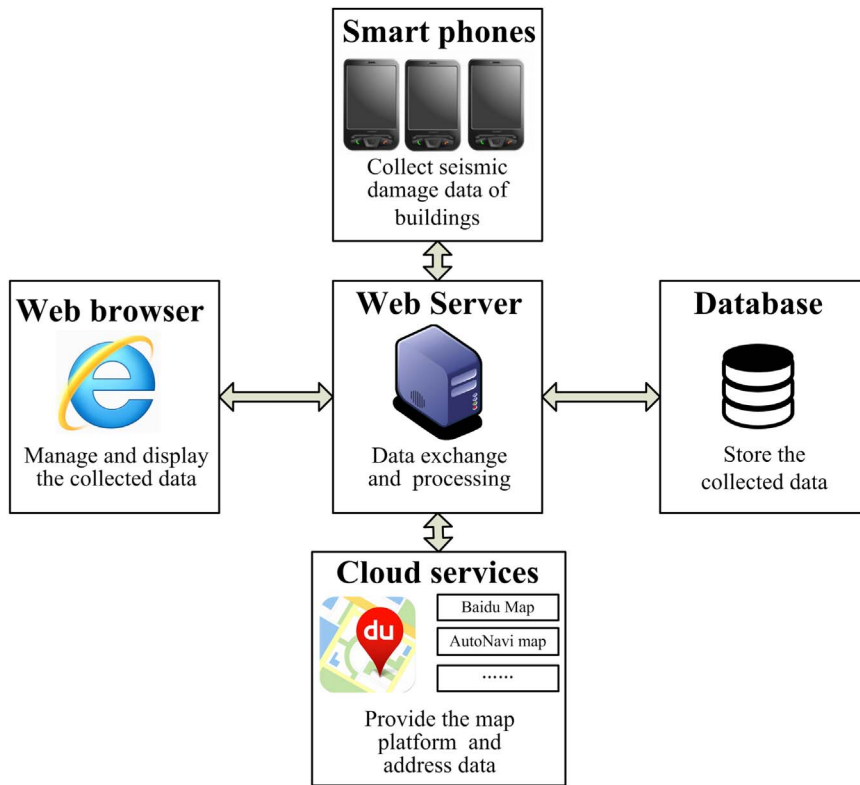 Smart phones
Collect seismic
damage data of
buildings
Web browser
Manage and display
the collected data
Web Server
Data exchange
and processing
Database
Store the
collected data
Cloud services
du
Baidu Map
AutoNavi map
······
Provide the map
platform and
address data